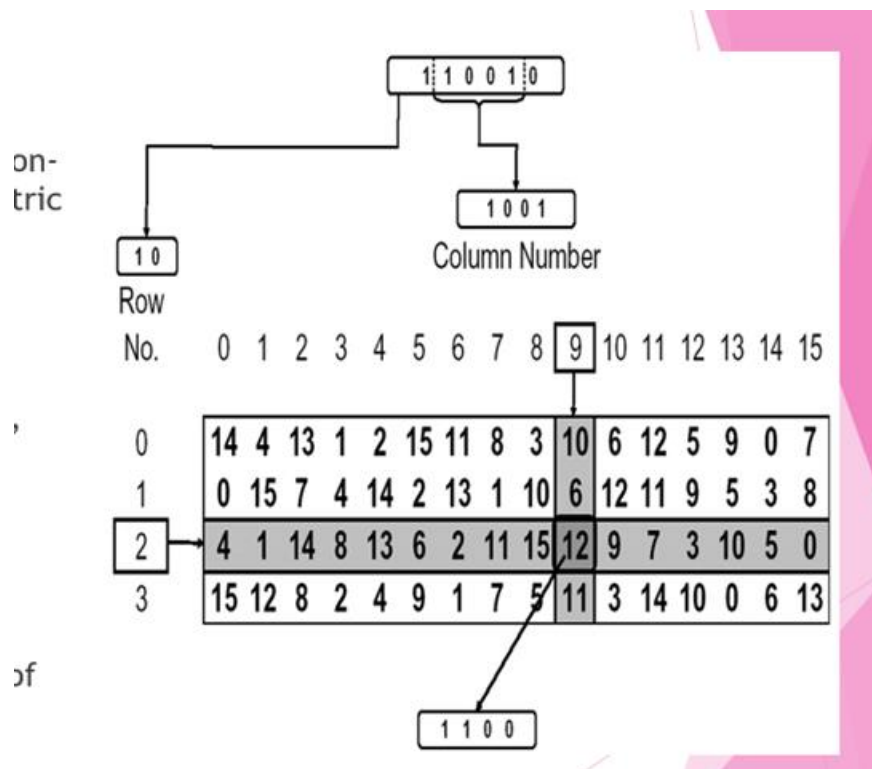 1 1 0 0 1 0
on-
tric
1 0 0 1
1 0
Column Number
Row
No. 0 1 2 3 4 5 6 7 8 9 10 11 12 13 14 15
,
0 14 4 13 1 2 15 11 8 3 10 6 12 5 9 0 7
1 0 15 7 4 14 2 13 1 10 6 12 11 9 5 3 8
2 4 1 14 8 13 6 2 11 15 12 9 7 3 10 5 0
3 15 12 8 2 4 9 1 7 5 11 3 14 10 0 6 13
of
1 1 0 0